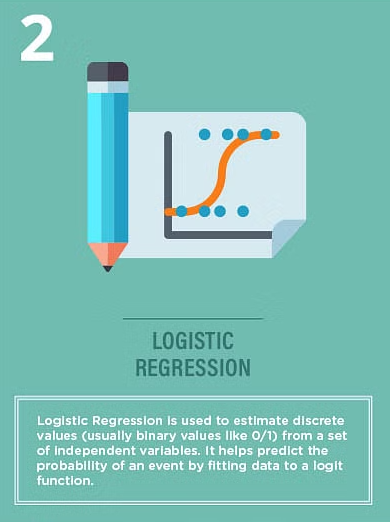 2
LOGISTIC
REGRESSION
Logistic Regression is used to estimate discrete
values (usually binary values like 0/1) from a set
of independent variables. It helps predict the
probability of an event by fitting data to a logit
function.